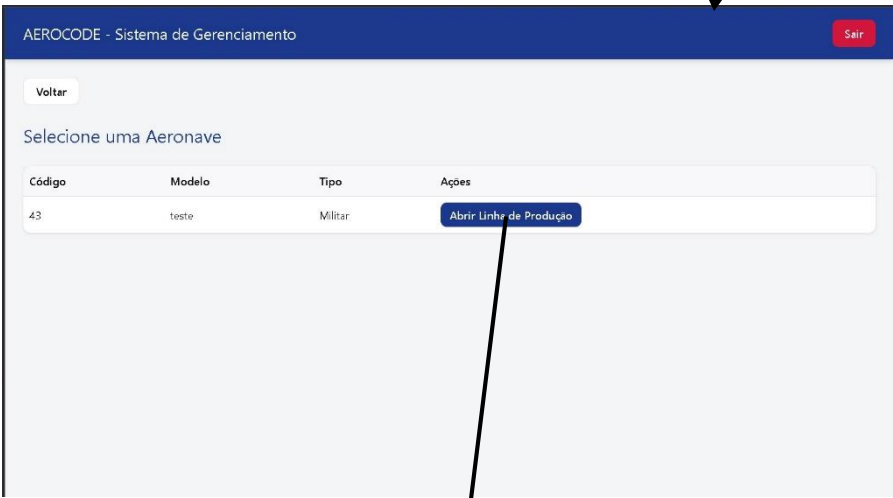 AEROCODE - Sistema de Gerenciamento Sair
Voltar
Selecione uma Aeronave
Código Modelo Tipo Ações
43 teste Militar Abrir Linha de Produção